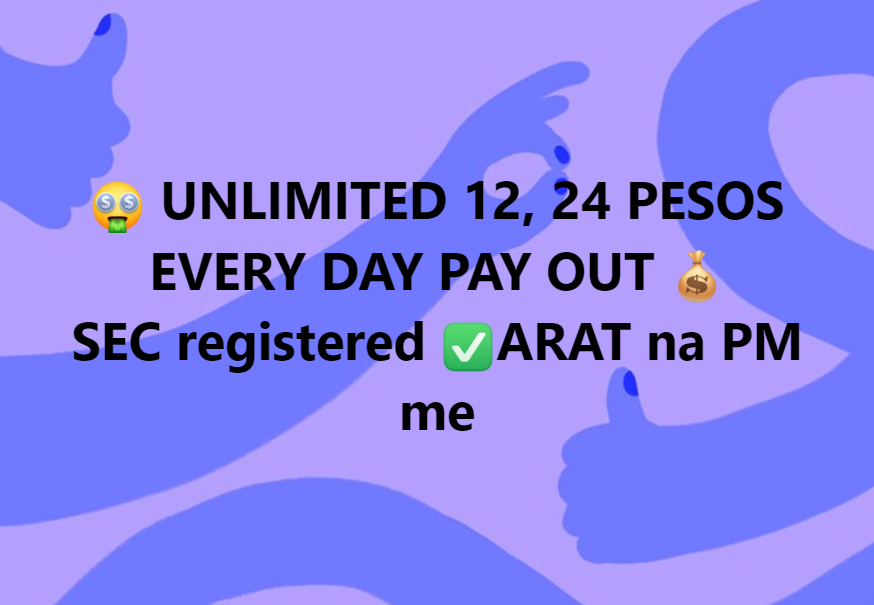 🤑 UNLIMITED 12, 24 PESOS
EVERY DAY PAY OUT 💰
SEC registered ✅ARAT na PM
me